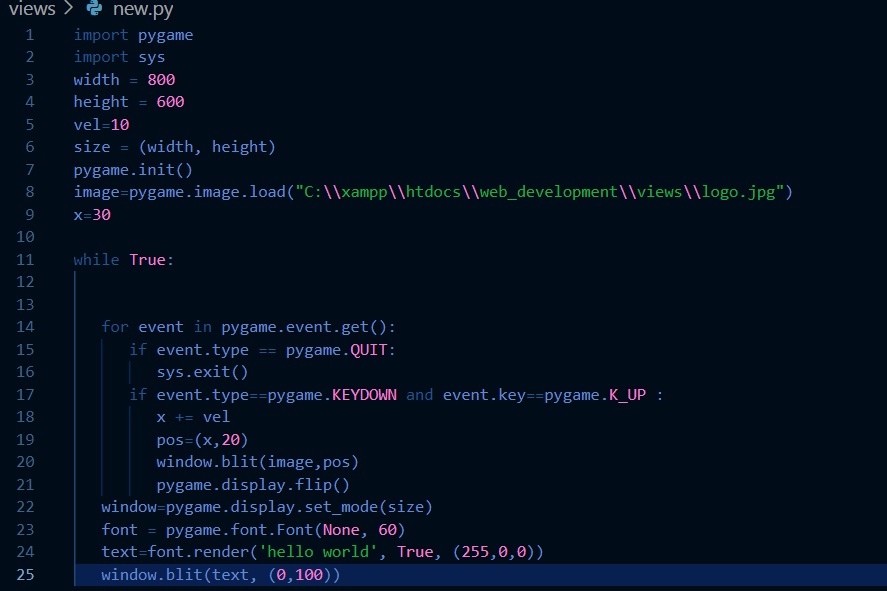 views > new.py
1 import pygame
2 import sys
3 width = 800
4 height = 600
5 vel=10
6 size = (width, height)
7 pygame.init()
8 image=pygame.image.load("C:\\xampp\\htdocs\\web_development\\views\\logo.jpg")
9 x=30
10
11 while True:
12
13
14    for event in pygame.event.get():
15       if event.type == pygame.QUIT:
16          sys.exit()
17       if event.type==pygame.KEYDOWN and event.key==pygame.K_UP :
18          x += vel
19          pos=(x,20)
20          window.blit(image,pos)
21          pygame.display.flip()
22    window=pygame.display.set_mode(size)
23    font = pygame.font.Font(None, 60)
24    text=font.render('hello world', True, (255,0,0))
25    window.blit(text, (0,100))